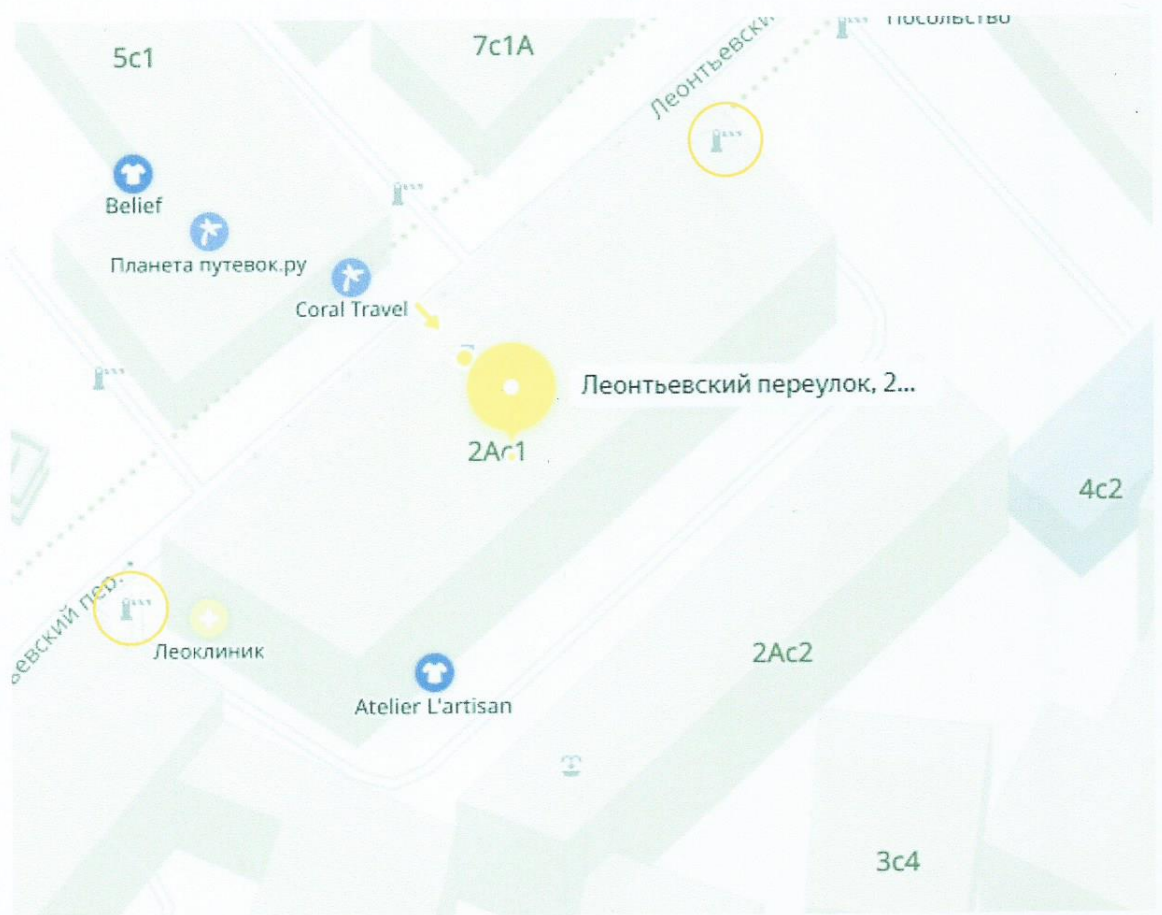 Посольство
Леонтьевски
7с1А
5с1
Belief
Планета путевок.ру
Coral Travel
Леонтьевский переулок, 2...
2Ас1
4с2
ьевский пер.
Леоклиник
2Ас2
Atelier L'artisan
3с4